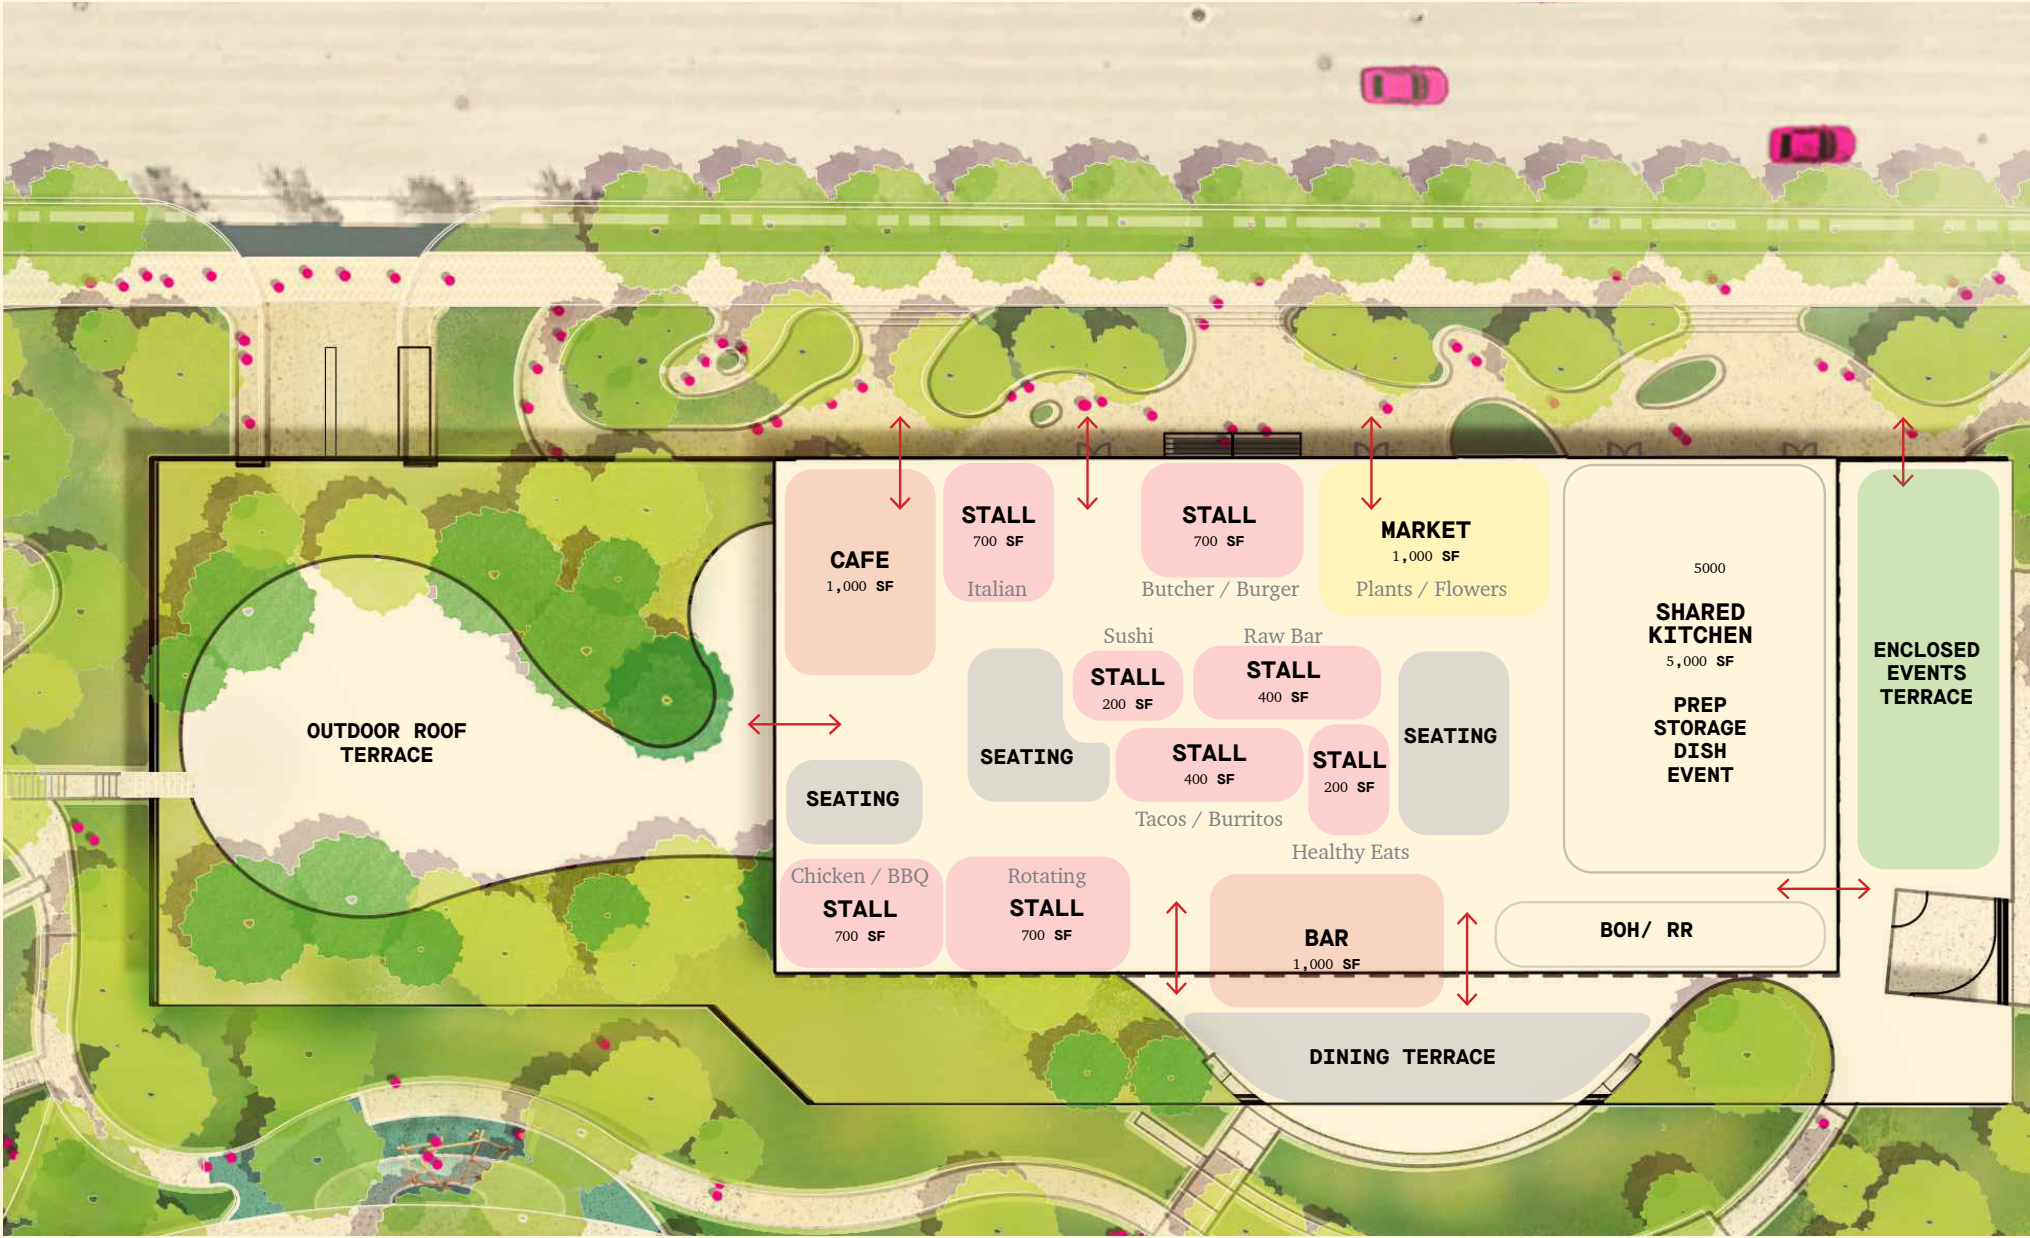 CAFE
1,000 SF
STALL
700 SF
Italian
STALL
700 SF
Butcher / Burger
MARKET
1,000 SF
Plants / Flowers
5000
SHARED
KITCHEN
5,000 SF
PREP
STORAGE
DISH
EVENT
ENCLOSED
EVENTS
TERRACE
OUTDOOR ROOF
TERRACE
Sushi
STALL
200 SF
Raw Bar
STALL
400 SF
SEATING
STALL
400 SF
Tacos / Burritos
STALL
200 SF
Healthy Eats
SEATING
SEATING
Chicken / BBQ
STALL
700 SF
Rotating
STALL
700 SF
BAR
1,000 SF
BOH/ RR
DINING TERRACE